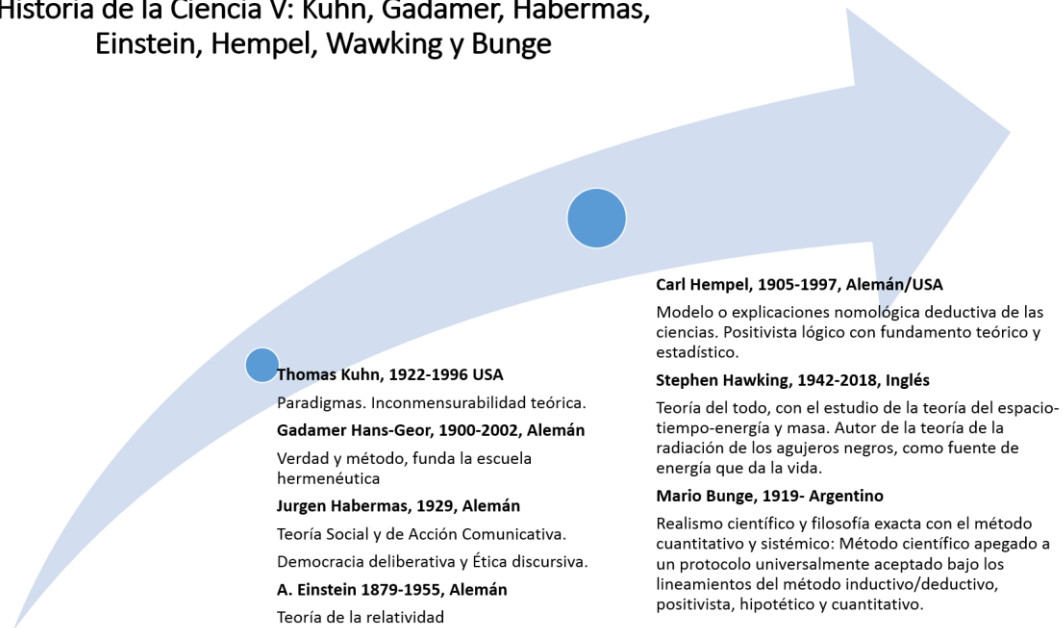 Historia de la Ciencia V: Kuhn, Gadamer, Habermas,
Einstein, Hempel, Wawking y Bunge
Thomas Kuhn, 1922-1996 USA
Paradigmas. Inconmensurabilidad teórica.
Gadamer Hans-Geor, 1900-2002, Alemán
Verdad y método, funda la escuela
hermenéutica
Jurgen Habermas, 1929, Alemán
Teoría Social y de Acción Comunicativa.
Democracia deliberativa y Ética discursiva.
A. Einstein 1879-1955, Alemán
Teoría de la relatividad
Carl Hempel, 1905-1997, Alemán/USA
Modelo o explicaciones nomológica deductiva de las
ciencias. Positivista lógico con fundamento teórico y
estadístico.
Stephen Hawking, 1942-2018, Inglés
Teoría del todo, con el estudio de la teoría del espacio-
tiempo-energía y masa. Autor de la teoría de la
radiación de los agujeros negros, como fuente de
energía que da la vida.
Mario Bunge, 1919- Argentino
Realismo científico y filosofía exacta con el método
cuantitativo y sistémico: Método científico apegado a
un protocolo universalmente aceptado bajo los
lineamientos del método inductivo/deductivo,
positivista, hipotético y cuantitativo.